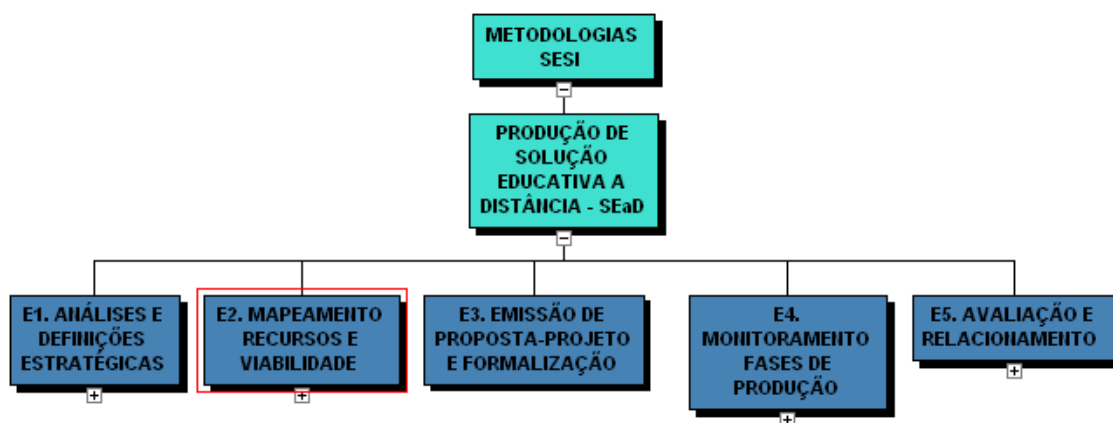 METODOLOGIAS
SESI
PRODUÇÃO DE
SOLUÇÃO
EDUCATIVA A
DISTÂNCIA - SEaD
E1. ANÁLISES E
DEFINIÇÕES
ESTRATÉGICAS
E2. MAPEAMENTO
RECURSOS E
VIABILIDADE
E3. EMISSÃO DE
PROPOSTA-PROJETO
E FORMALIZAÇÃO
E4.
MONITORAMENTO
FASES DE
PRODUÇÃO
E5. AVALIAÇÃO E
RELACIONAMENTO